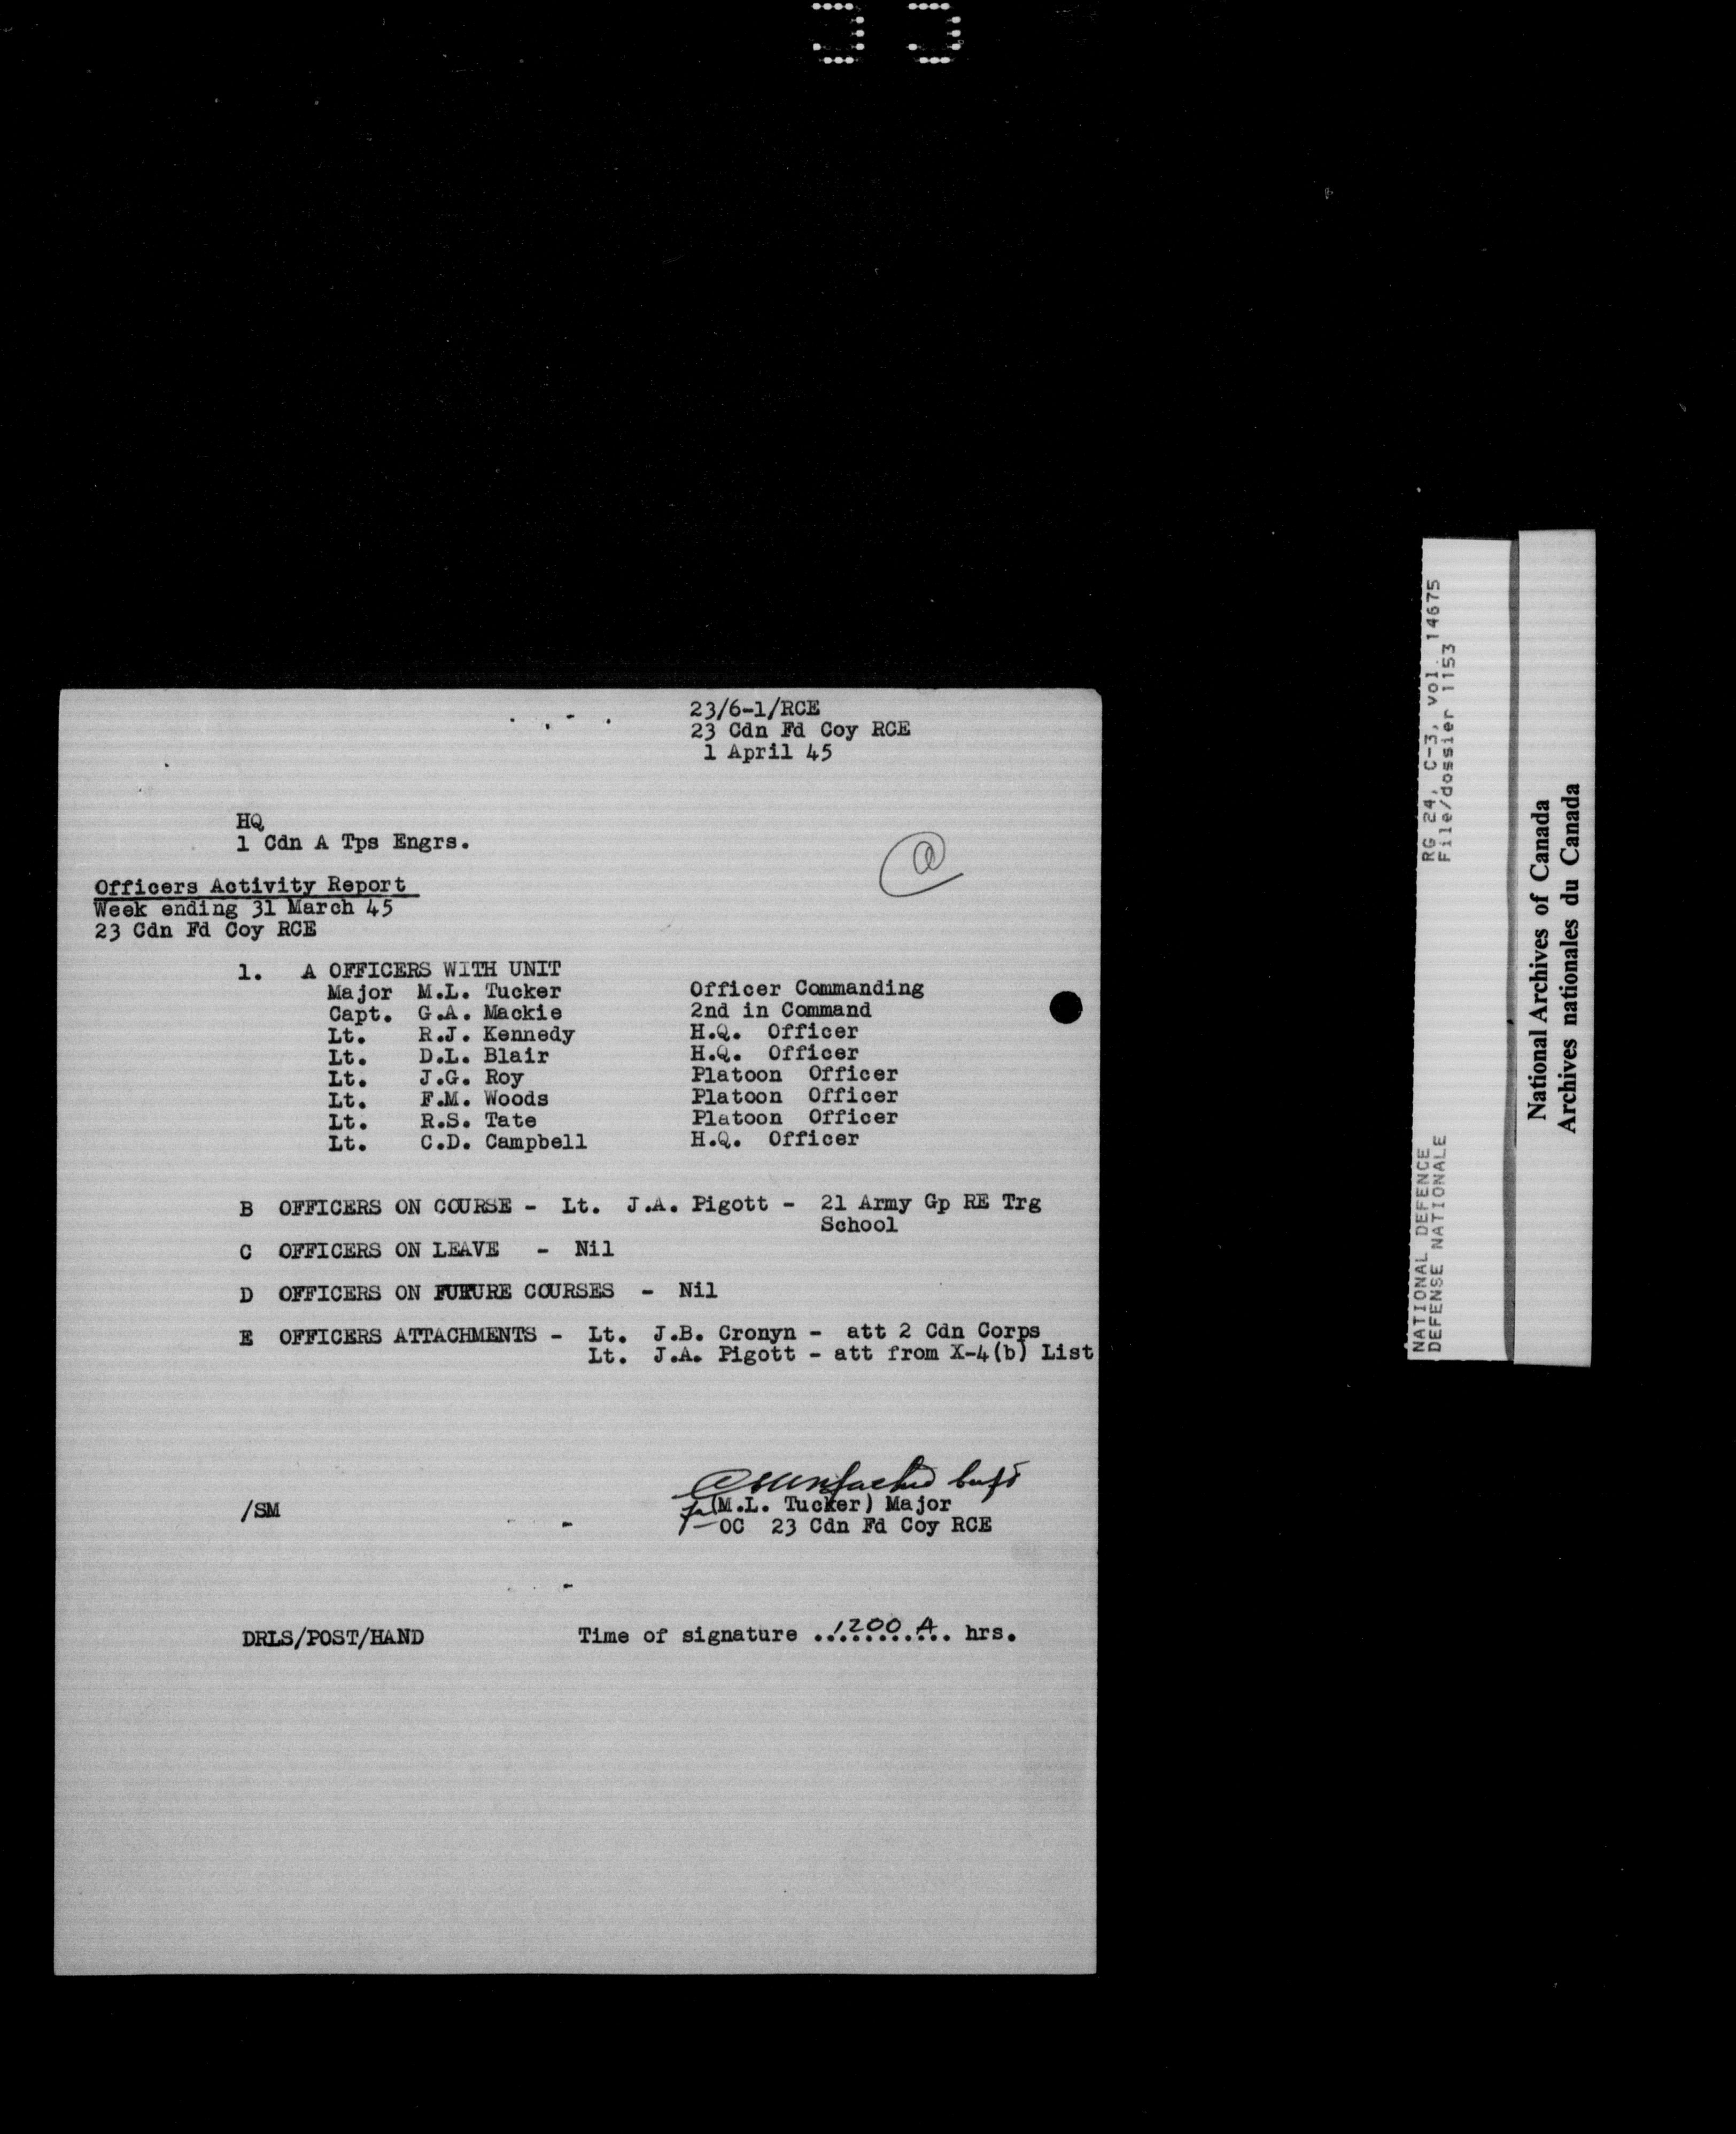 23/6-1/RCE
23 Cdn Fd Coy RCE
1 April 45
HQ
1 Cdn A Tps Engrs.
Officers Activity Report
Week ending 31 March 45
23 Cdn Fd Coy RCE
1. A OFFICERS WITH UNIT
Major M.L. Tucker Officer Commanding
Capt. G.A. Mackie 2nd in Command
Lt. R.J. Kennedy H.Q. Officer
Lt. D.L. Blair H.Q. Officer
Lt. J.G. Roy Platoon Officer
Lt. F.M. Woods Platoon Officer
Lt. R.S. Tate Platoon Officer
Lt. C.D. Campbell H.Q. Officer
B OFFICERS ON COURSE - Lt. J.A. Pigott - 21 Army Gp RE Trg
School
C OFFICERS ON LEAVE - Nil
D OFFICERS ON FUTURE COURSES - Nil
E OFFICERS ATTACHMENTS - Lt. J.B. Cronyn - att 2 Cdn Corps
Lt. J.A. Pigott - att from X-4(b) List
/SM
(M.L. Tucker) Major
OC 23 Cdn Fd Coy RCE
DRLS/POST/HAND Time of signature 1200 A hrs.
NATIONAL DEFENCE RG 24, C-3, vol. 14675
DEFENSE NATIONALE File/dossier 1153
National Archives of Canada
Archives nationales du Canada